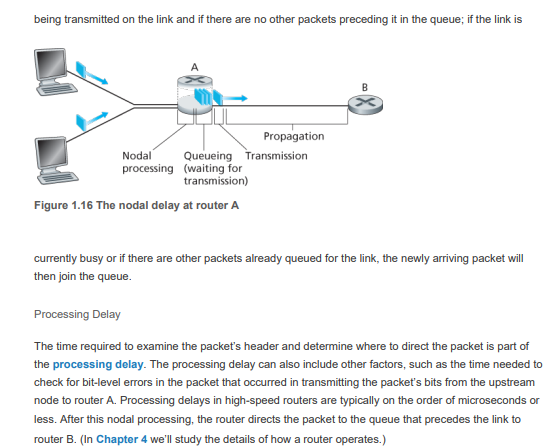 being transmitted on the link and if there are no other packets preceding it in the queue; if the link is
A
B
Propagation
Nodal Queueing Transmission
processing (waiting for
transmission)
Figure 1.16 The nodal delay at router A
currently busy or if there are other packets already queued for the link, the newly arriving packet will
then join the queue.
Processing Delay
The time required to examine the packet’s header and determine where to direct the packet is part of
the processing delay. The processing delay can also include other factors, such as the time needed to
check for bit-level errors in the packet that occurred in transmitting the packet’s bits from the upstream
node to router A. Processing delays in high-speed routers are typically on the order of microseconds or
less. After this nodal processing, the router directs the packet to the queue that precedes the link to
router B. (In Chapter 4 we’ll study the details of how a router operates.)